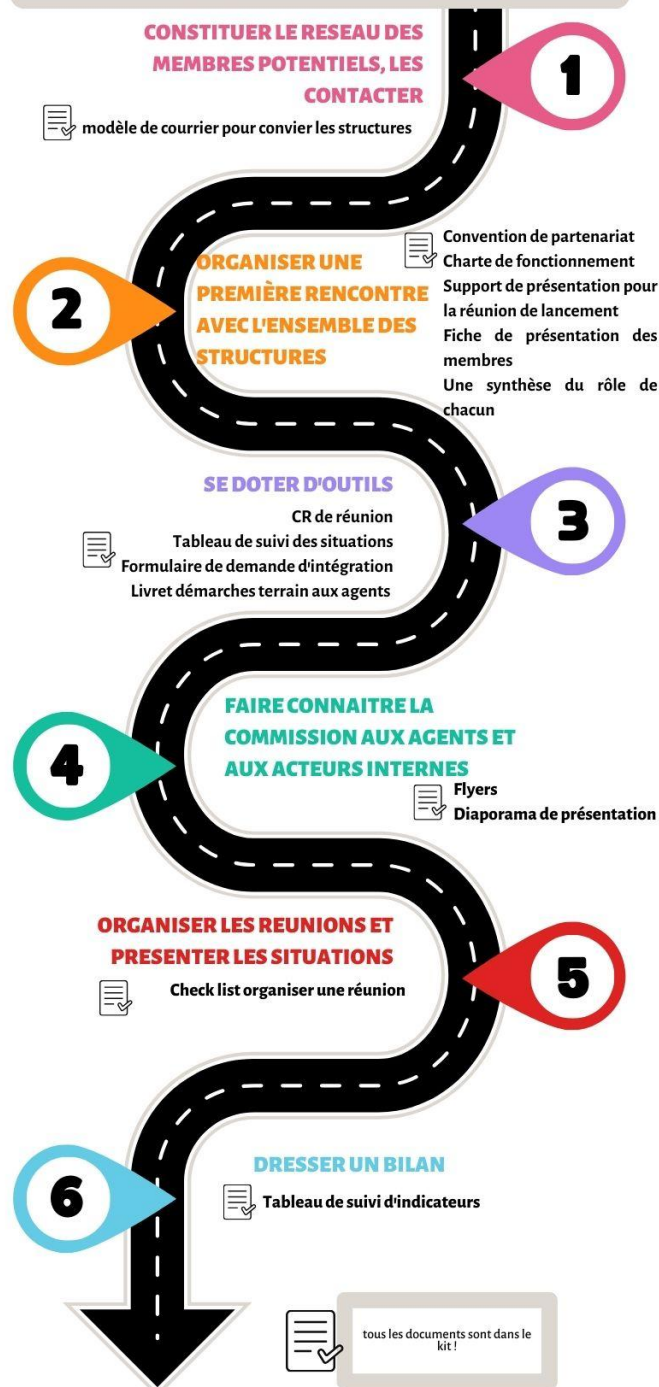 CONSTITUER LE RESEAU DES
MEMBRES POTENTIELS, LES
CONTACTER
1
modèle de courrier pour convier les structures
2
ORGANISER UNE
PREMIÈRE RENCONTRE
AVEC L'ENSEMBLE DES
STRUCTURES
Convention de partenariat
Charte de fonctionnement
Support de présentation pour
la réunion de lancement
Fiche de présentation des
membres
Une synthèse du rôle de
chacun
SE DOTER D'OUTILS
3
CR de réunion
Tableau de suivi des situations
Formulaire de demande d'intégration
Livret démarches terrain aux agents
4
FAIRE CONNAITRE LA
COMMISSION AUX AGENTS ET
AUX ACTEURS INTERNES
Flyers
Diaporama de présentation
ORGANISER LES REUNIONS ET
PRESENTER LES SITUATIONS
5
Check list organiser une réunion
6
DRESSER UN BILAN
Tableau de suivi d'indicateurs
tous les documents sont dans le
kit !